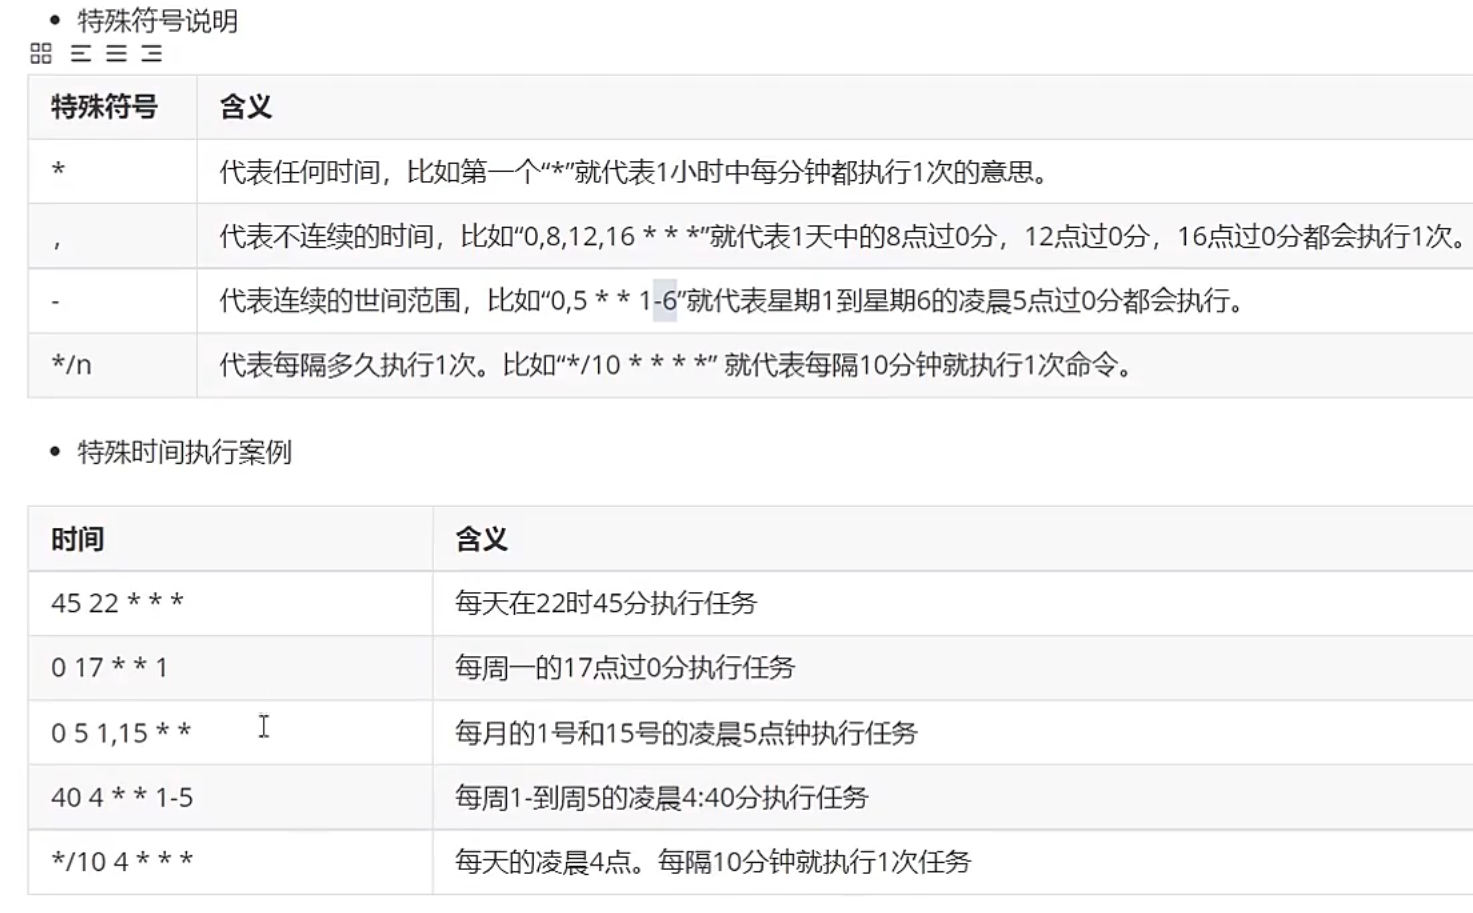 特殊符号说明
特殊符号 含义
* 代表任何时间，比如第一个“*”就代表1小时中每分钟都执行1次的意思。
, 代表不连续的时间，比如“0,8,12,16 * * *”就代表1天中的8点过0分，12点过0分，16点过0分都会执行1次。
- 代表连续的世间范围，比如“0,5 * * 1-6”就代表星期1到星期6的凌晨5点过0分都会执行。
*/n 代表每隔多久执行1次。比如“*/10 * * * *” 就代表每隔10分钟就执行1次命令。
特殊时间执行案例
时间 含义
45 22 * * * 每天在22时45分执行任务
0 17 * * 1 每周一的17点过0分执行任务
0 5 1,15 * * 每月的1号和15号的凌晨5点钟执行任务
40 4 * * 1-5 每周1-到周5的凌晨4:40分执行任务
*/10 4 * * * 每天的凌晨4点。每隔10分钟就执行1次任务